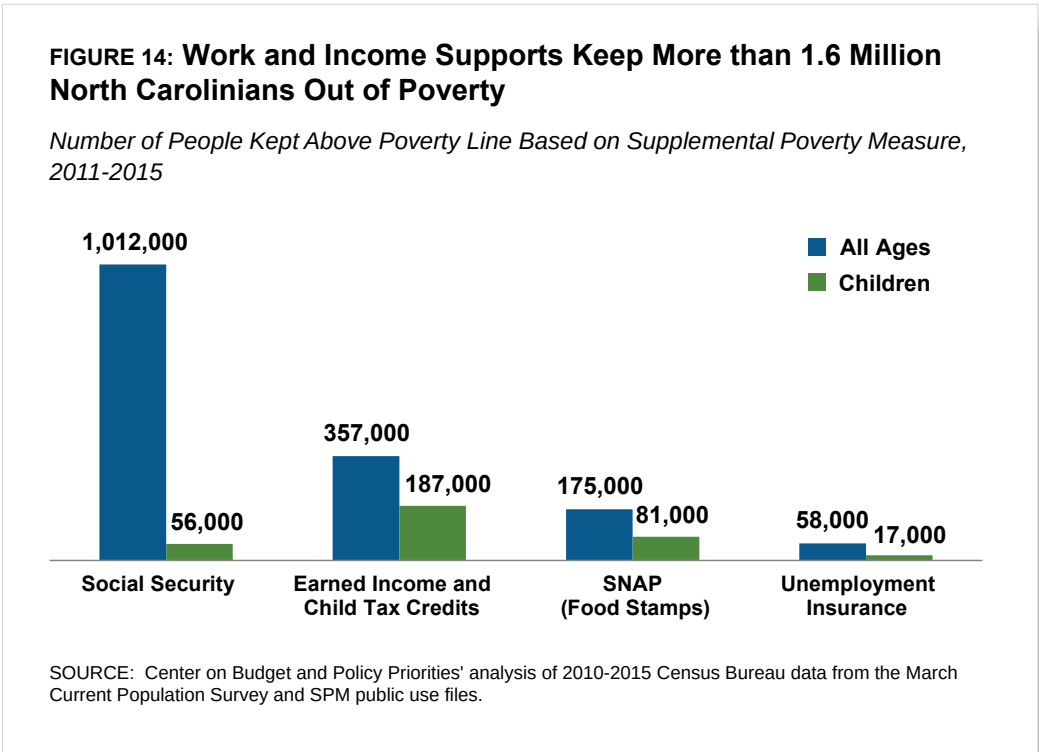 FIGURE 14: Work and Income Supports Keep More than 1.6 Million
North Carolinians Out of Poverty
Number of People Kept Above Poverty Line Based on Supplemental Poverty Measure,
2011-2015
1,012,000
All Ages
Children
357,000
187,000
175,000
81,000
56,000
58,000
17,000
Social Security
Earned Income and
Child Tax Credits
SNAP
(Food Stamps)
Unemployment
Insurance
SOURCE:  Center on Budget and Policy Priorities' analysis of 2010-2015 Census Bureau data from the March
Current Population Survey and SPM public use files.